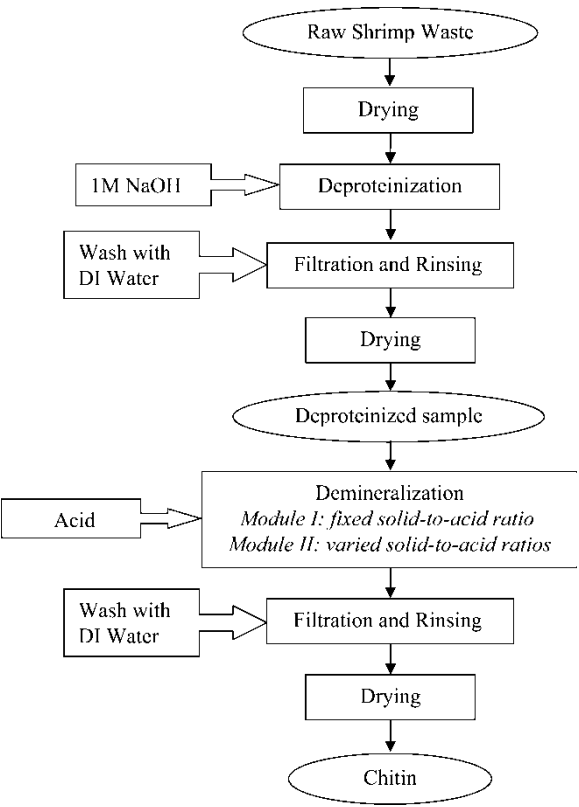 Raw Shrimp Waste
Drying
1M NaOH
Deproteinization
Wash with
DI Water
Filtration and Rinsing
Drying
Deproteinized sample
Demineralization
Module I: fixed solid-to-acid ratio
Module II: varied solid-to-acid ratios
Acid
Wash with
DI Water
Filtration and Rinsing
Drying
Chitin